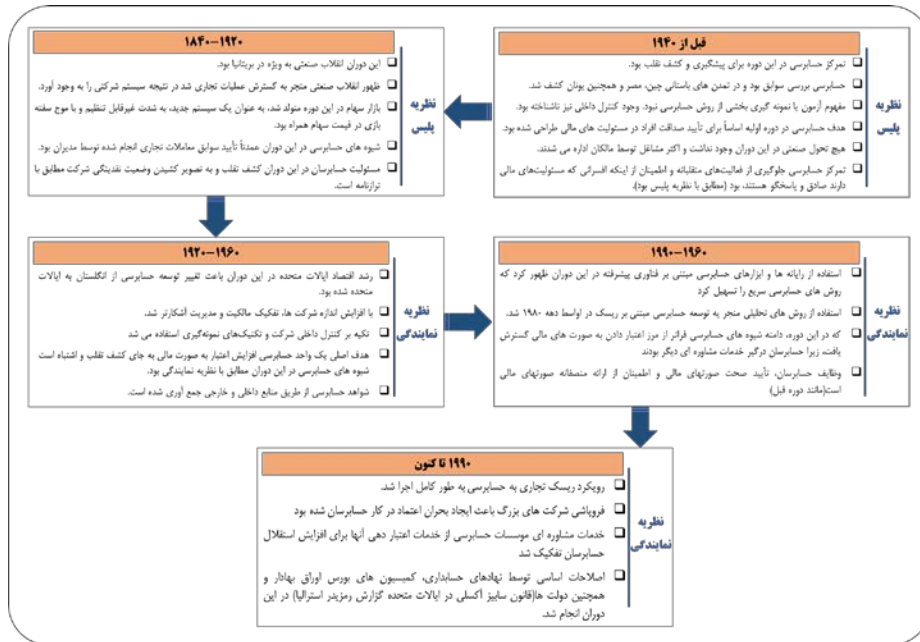 قبل از ۱۹۴۰
نظریه
پلیس
تمرکز حسابرسی در این دوره برای پیشگیری و کشف تقلب بود.
حسابرسی بررسی سوابق بود و در تمدن های باستانی چین، مصر و همچنین یونان کشف شد.
مفهوم آزمون یا نمونه گیری بخشی از روش حسابرسی نبود. وجود کنترل داخلی نیز ناشناخته بود.
هدف حسابرسی در دوره اولیه اساساً برای تأیید صداقت افراد در مسئولیت های مالی طراحی شده بود.
هیچ تحول صنعتی در این دوران وجود نداشت و اکثر مشاغل توسط مالکان اداره می شدند.
تمرکز حسابرسی جلوگیری از فعالیت‌های متقلبانه و اطمینان از اینکه افسرانی که مسئولیت‌های مالی
دارند صادق و پاسخگو هستند، بود (مطابق با نظریه پلیس بود).
۱۸۴۰-۱۹۲۰
نظریه
پلیس
این دوران انقلاب صنعتی به ویژه در بریتانیا بود.
ظهور انقلاب صنعتی منجر به گسترش عملیات تجاری شد در نتیجه سیستم شرکتی را به وجود آورد.
بازار سهام در این دوره متولد شد، به عنوان یک سیستم جدید، به شدت غیرقابل تنظیم و با موج سفته
بازی در قیمت سهام همراه بود.
شیوه های حسابرسی در این دوران عمدتاً تأیید سوابق معاملات تجاری انجام شده توسط مدیران بود.
مسئولیت حسابرسان در این دوران کشف تقلب و به تصویر کشیدن وضعیت نقدینگی شرکت مطابق با
ترازنامه است.
۱۹۲۰-۱۹۶۰
نظریه
نمایندگی
رشد اقتصاد ایالات متحده در این دوران باعث تغییر توسعه حسابرسی از انگلستان به ایالات
متحده شده بود.
با افزایش اندازه شرکت ها، تفکیک مالکیت و مدیریت آشکارتر شد.
تکیه بر کنترل داخلی شرکت و تکنیک‌های نمونه‌گیری استفاده می شد
هدف اصلی یک واحد حسابرسی افزایش اعتبار به صورت مالی به جای کشف تقلب و اشتباه است
شیوه های حسابرسی در این دوران مطابق با نظریه نمایندگی بود.
شواهد حسابرسی از طریق منابع داخلی و خارجی جمع آوری شده است.
۱۹۹۰-۱۹۶۰
نظریه
نمایندگی
استفاده از رایانه ها و ابزارهای حسابرسی مبتنی بر فناوری پیشرفته در این دوران ظهور کرد که
روش های حسابرسی سریع را تسهیل کرد
استفاده از روش های تحلیلی منجر به توسعه حسابرسی مبتنی بر ریسک در اواسط دهه ۱۹۸۰ شد.
که در این دوره، دامنه شیوه های حسابرسی فراتر از مرز اعتبار دادن به صورت های مالی گسترش
یافت، زیرا حسابرسان درگیر خدمات مشاوره ای دیگر بودند
وظایف حسابرسان، تأیید صحت صورتهای مالی و اطمینان از ارائه منصفانه صورتهای مالی
است(مانند دوره قبل)
۱۹۹۰ تا کنون
نظریه
نمایندگی
رویکرد ریسک تجاری به حسابرسی به طور کامل اجرا شد.
فروپاشی شرکت های بزرگ باعث ایجاد بحران اعتماد در کار حسابرسان شده بود
خدمات مشاوره ای موسسات حسابرسی از خدمات اعتبار دهی آنها برای افزایش استقلال
حسابرسان تفکیک شد
اصلاحات اساسی توسط نهادهای حسابداری، کمیسیون های بورس اوراق بهادار و
همچنین دولت ها(قانون ساربینز آکسلی در ایالات متحده گزارش رمزیدر استرالیا) در این
دوران انجام شد.